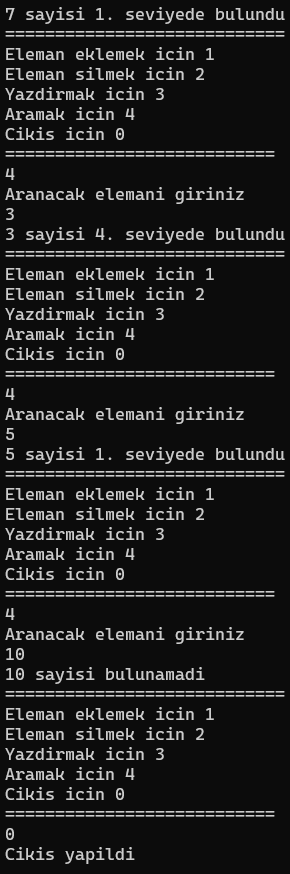 7 sayisi 1. seviyede bulundu
============================
Eleman eklemek icin 1
Eleman silmek icin 2
Yazdirmak icin 3
Aramak icin 4
Cikis icin 0
===========================
4
Aranacak elemani giriniz
3
3 sayisi 4. seviyede bulundu
============================
Eleman eklemek icin 1
Eleman silmek icin 2
Yazdirmak icin 3
Aramak icin 4
Cikis icin 0
===========================
4
Aranacak elemani giriniz
5
5 sayisi 1. seviyede bulundu
============================
Eleman eklemek icin 1
Eleman silmek icin 2
Yazdirmak icin 3
Aramak icin 4
Cikis icin 0
===========================
4
Aranacak elemani giriniz
10
10 sayisi bulunamadi
============================
Eleman eklemek icin 1
Eleman silmek icin 2
Yazdirmak icin 3
Aramak icin 4
Cikis icin 0
===========================
0
Cikis yapildi